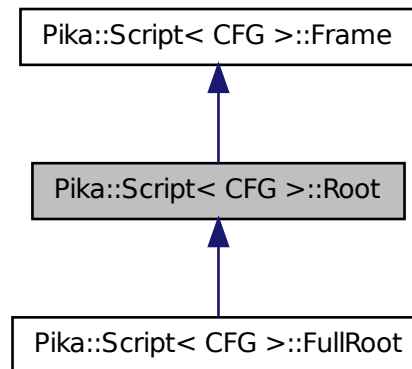 Pika::Script< CFG >::Frame
Pika::Script< CFG >::Root
Pika::Script< CFG >::FullRoot